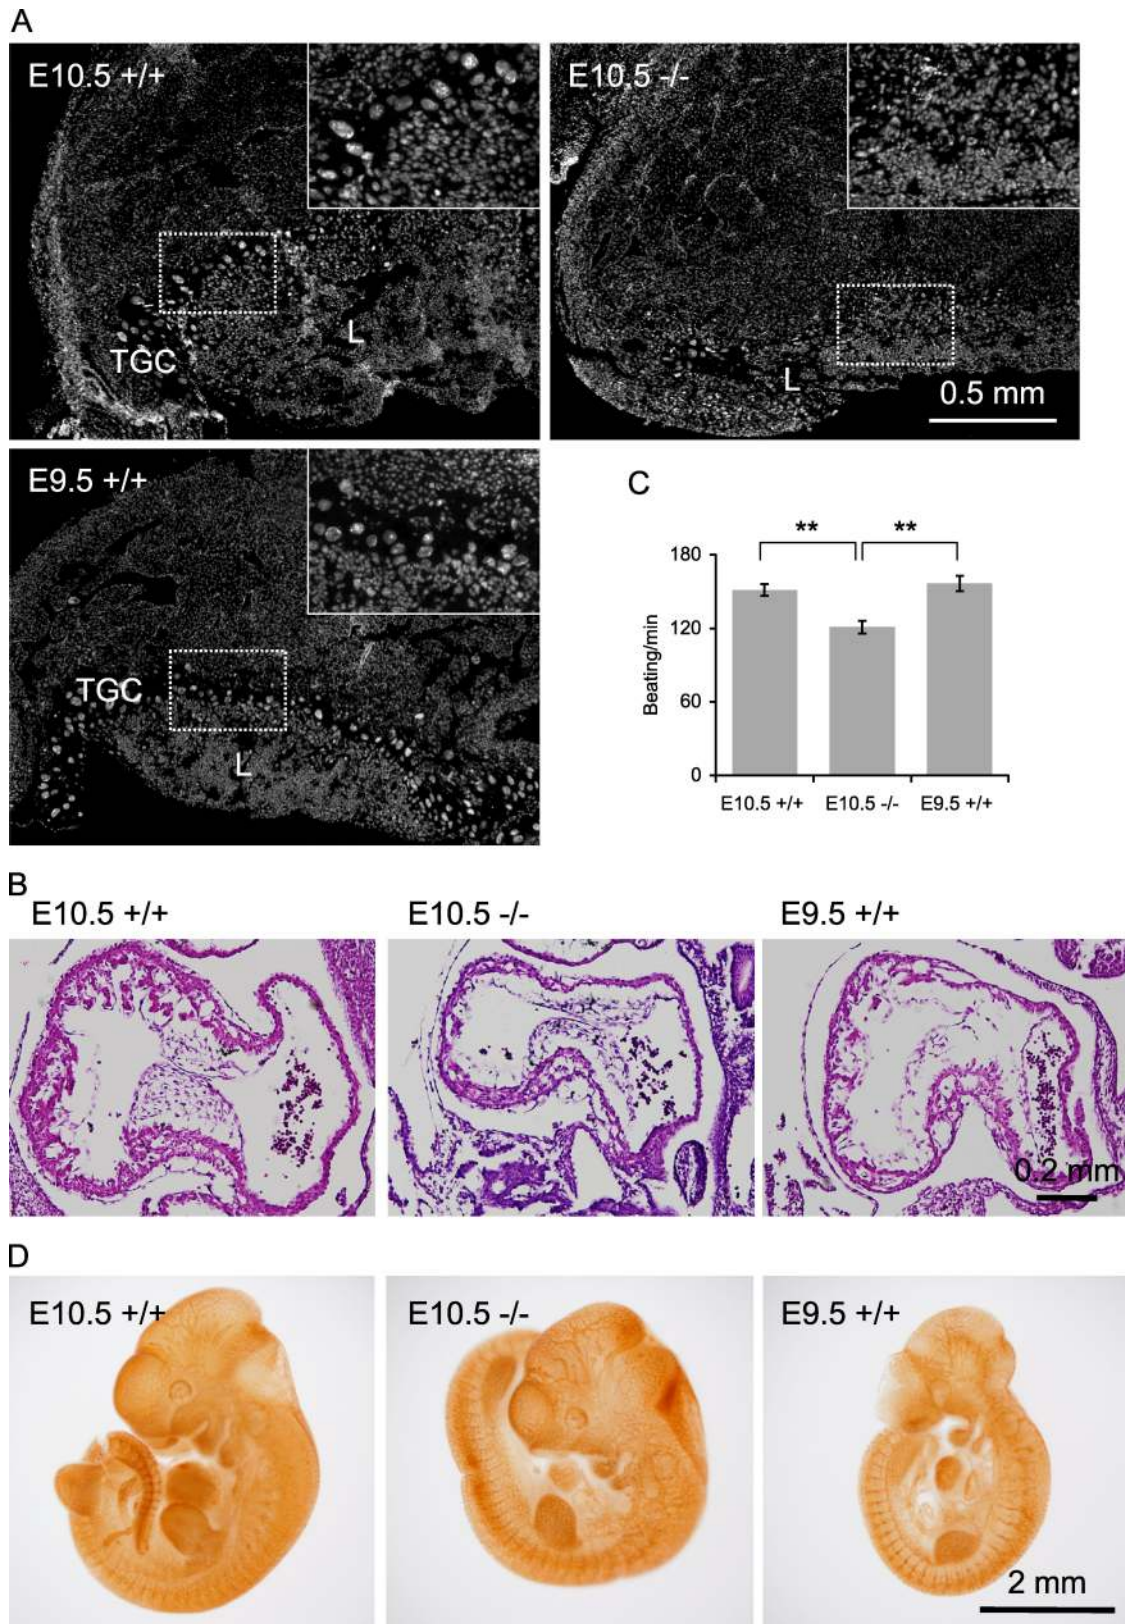 A
E10.5 +/+
E10.5 -/-
TGC
L
L
0.5 mm
E9.5 +/+
TGC
L
C
** **
180
120
60
0
Beating/min
E10.5 +/+ E10.5 -/- E9.5 +/+
B
E10.5 +/+ E10.5 -/- E9.5 +/+
0.2 mm
D
E10.5 +/+ E10.5 -/- E9.5 +/+
2 mm